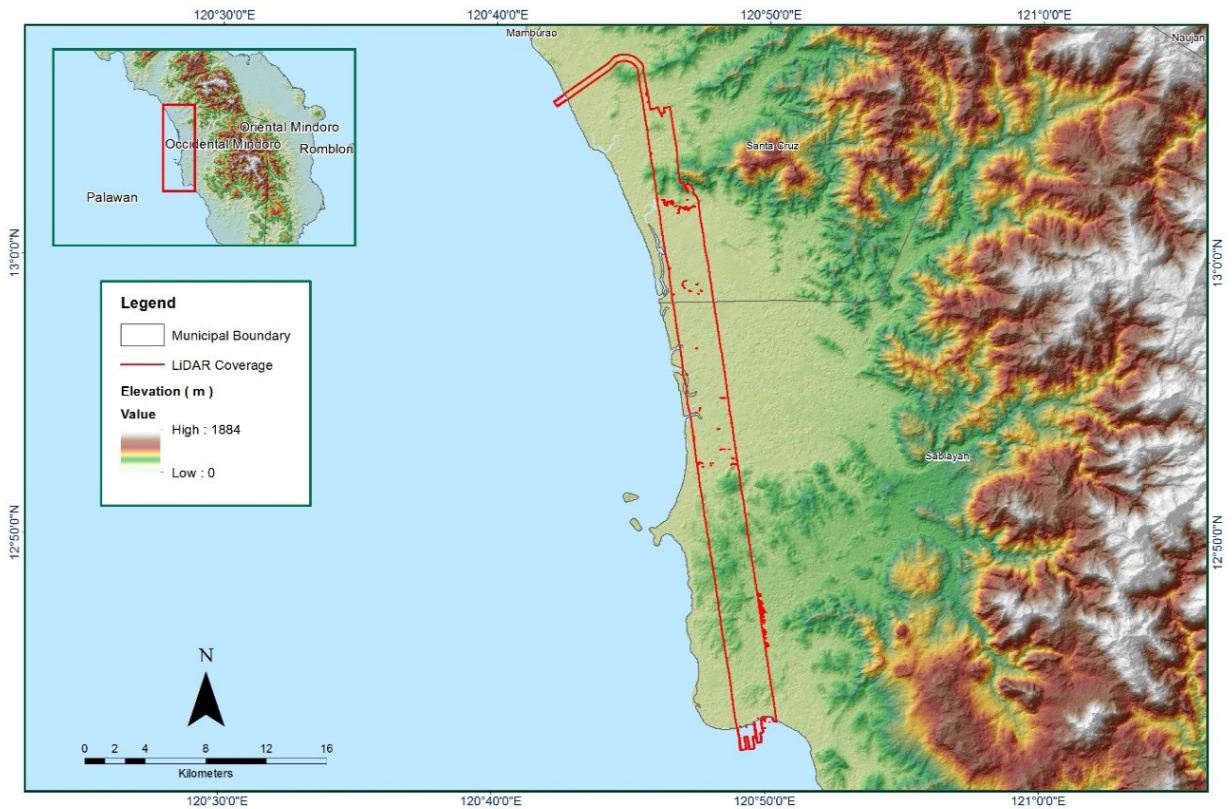 120°30'0"E
120°40'0"E
120°50'0"E
121°0'0"E
Mamburao
Naujan
Oriental Mindoro
Occidental Mindoro
Romblon
Palawan
Santa Cruz
13°0'0"N
13°0'0"N
Legend
Municipal Boundary
LiDAR Coverage
Elevation ( m )
Value
High : 1884
Low : 0
Sablayan
12°50'0"N
12°50'0"N
N
0 2 4 8 12 16
Kilometers
120°30'0"E
120°40'0"E
120°50'0"E
121°0'0"E